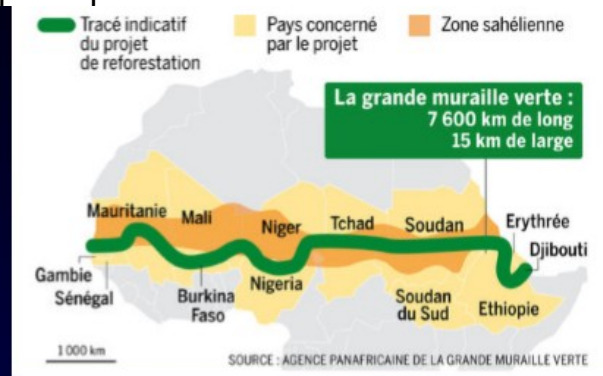 Tracé indicatif
du projet
de reforestation
Pays concerné
par le projet
Zone sahélienne
La grande muraille verte :
7 600 km de long
15 km de large
Mauritanie
Mali
Niger
Tchad
Soudan
Erythrée
Djibouti
Gambie
Sénégal
Burkina
Faso
Nigeria
Soudan
du Sud
Ethiopie
1 000 km
SOURCE : AGENCE PANAFRICAINE DE LA GRANDE MURAILLE VERTE